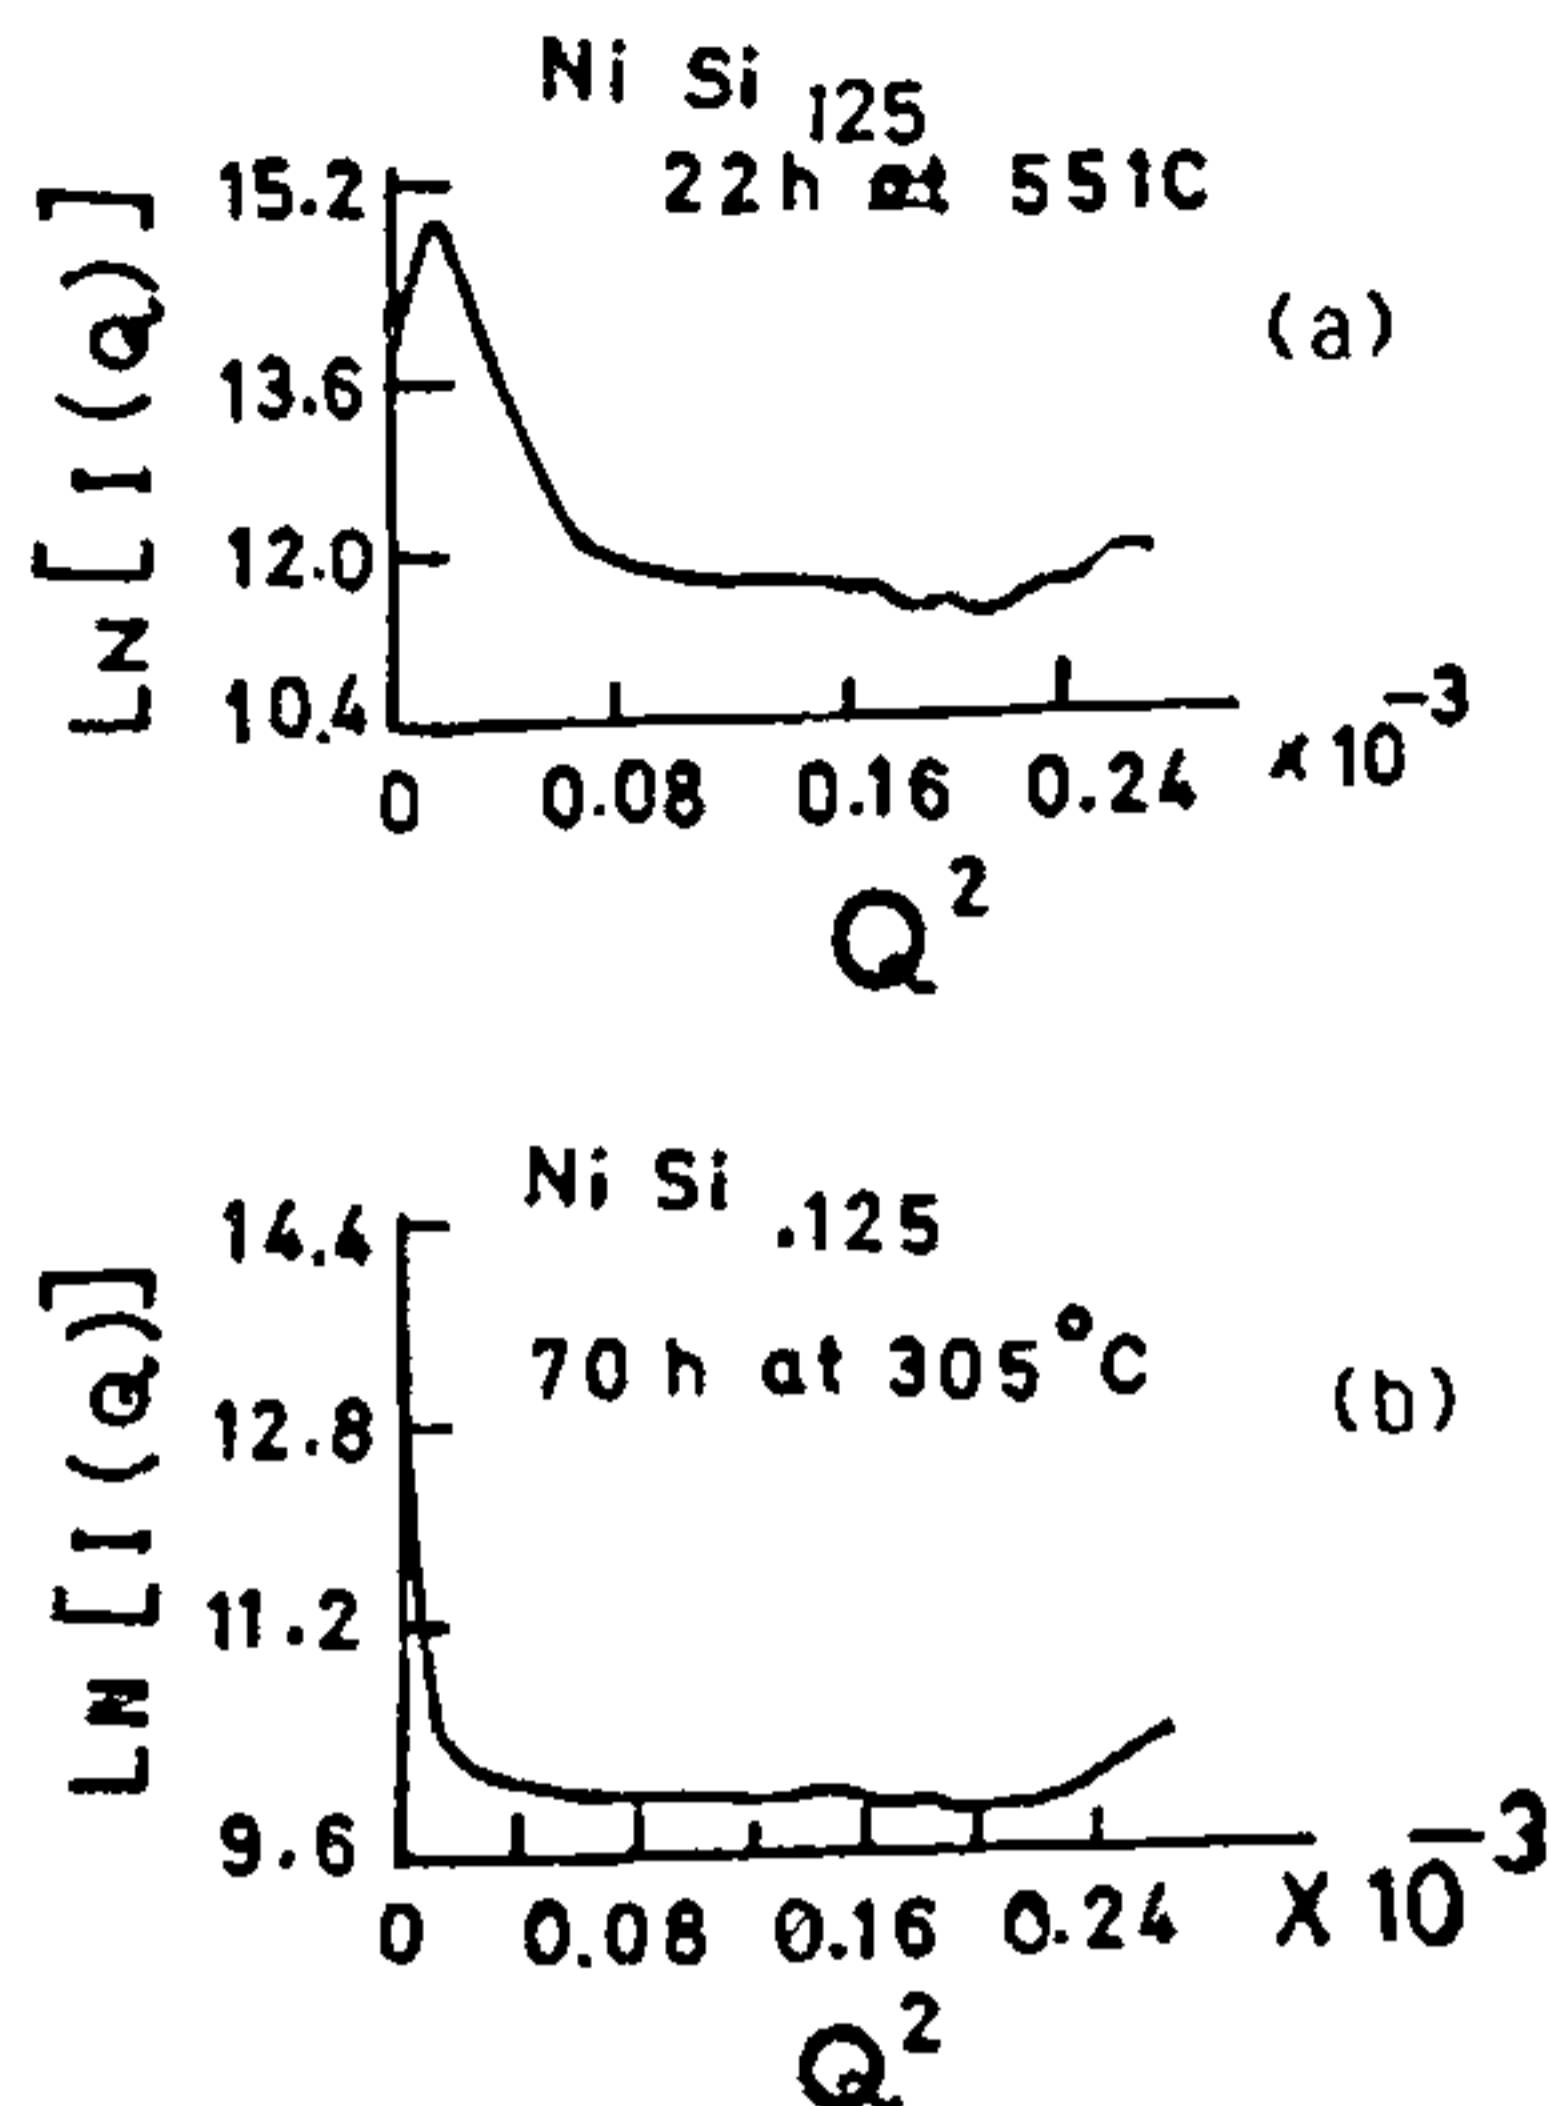 Ni Si 125
22h at 551C
LN [I(Q)]
15.2
13.6
12.0
10.4
(a)
0 0.08 0.16 0.24 x10-3
Q2
Ni Si .125
70 h at 305°C
LN [I(Q)]
14.4
12.8
11.2
9.6
(b)
0 0.08 0.16 0.24 X 10-3
Q2